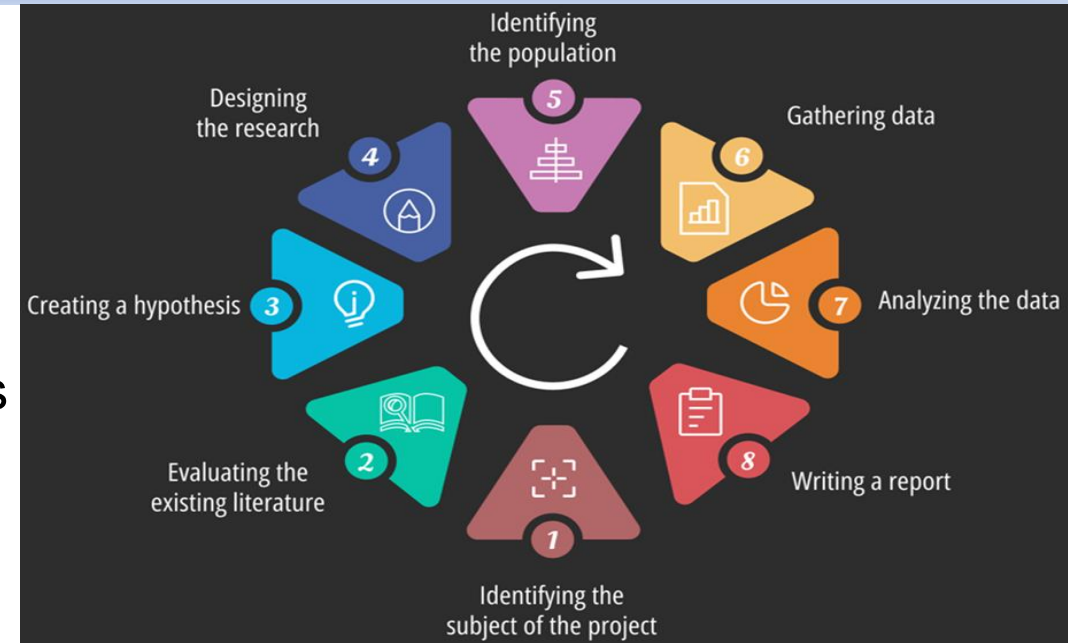 Identifying
the population
5
Designing
the research
4
Gathering data
6
Creating a hypothesis
3
Analyzing the data
7
s
Evaluating the
existing literature
2
Writing a report
8
1
Identifying the
subject of the project